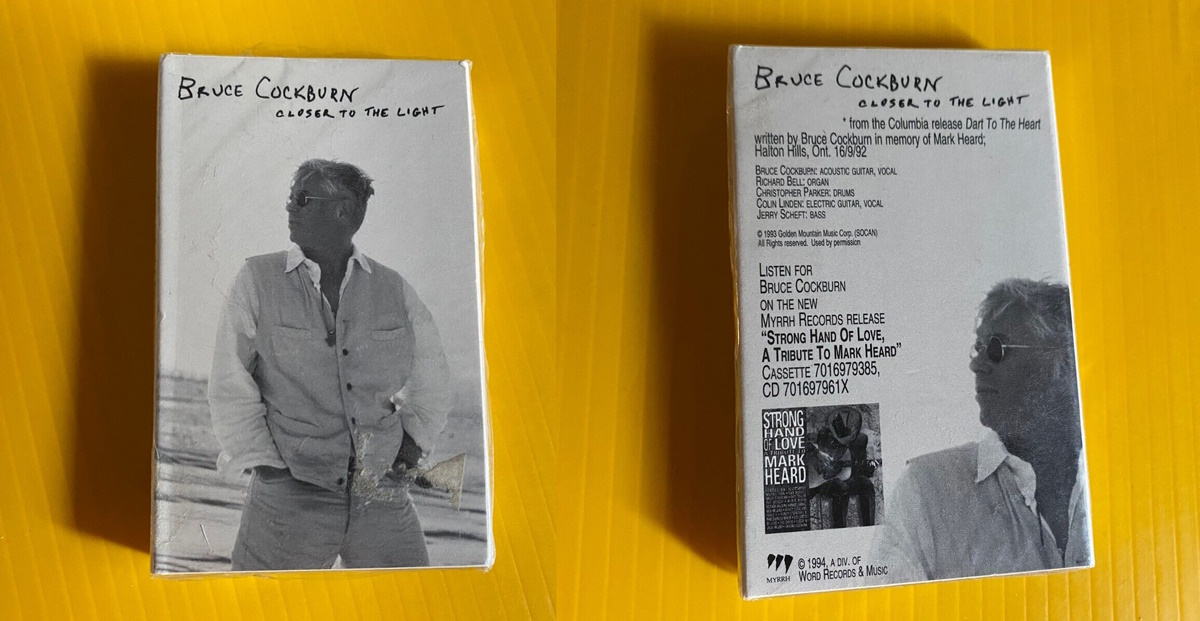 BRUCE COCKBURN
CLOSER TO THE LIGHT
BRUCE COCKBURN
CLOSER TO THE LIGHT
* from the Columbia release Dart To The Heart
written by Bruce Cockburn in memory of Mark Heard;
Halton Hills, Ont. 16/9/92
BRUCE COCKBURN: ACOUSTIC GUITAR, VOCAL
RICHARD BELL: ORGAN
CHRISTOPHER PARKER: DRUMS
COLIN LINDEN: ELECTRIC GUITAR, VOCAL
JERRY SCHEFT: BASS
© 1993 Golden Mountain Music Corp. (SOCAN)
All Rights reserved. Used by permission
LISTEN FOR
BRUCE COCKBURN
ON THE NEW
MYRRH RECORDS RELEASE
"STRONG HAND OF LOVE,
A TRIBUTE TO MARK HEARD"
CASSETTE 7016979385,
CD 701697961X
STRONG
HAND
OF LOVE
A TRIBUTE TO
MARK
HEARD
MYRRH
© 1994, A DIV. OF
WORD RECORDS & MUSIC